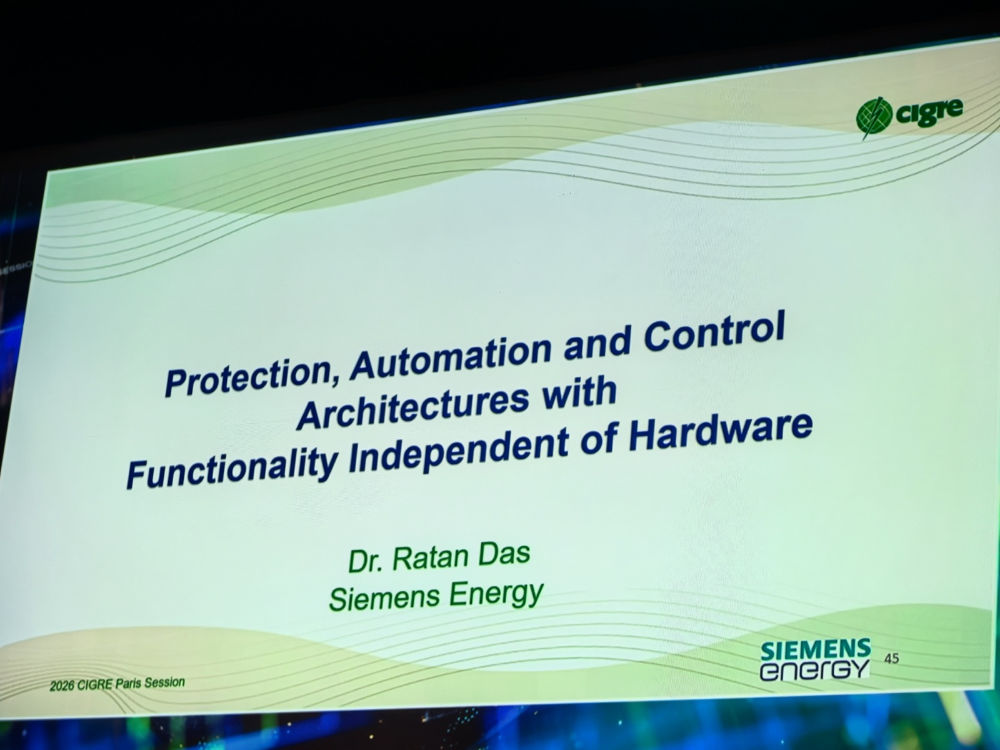 cigre
Protection, Automation and Control
Architectures with
Functionality Independent of Hardware
Dr. Ratan Das
Siemens Energy
SIEMENS
energy
45
2026 CIGRE Paris Session